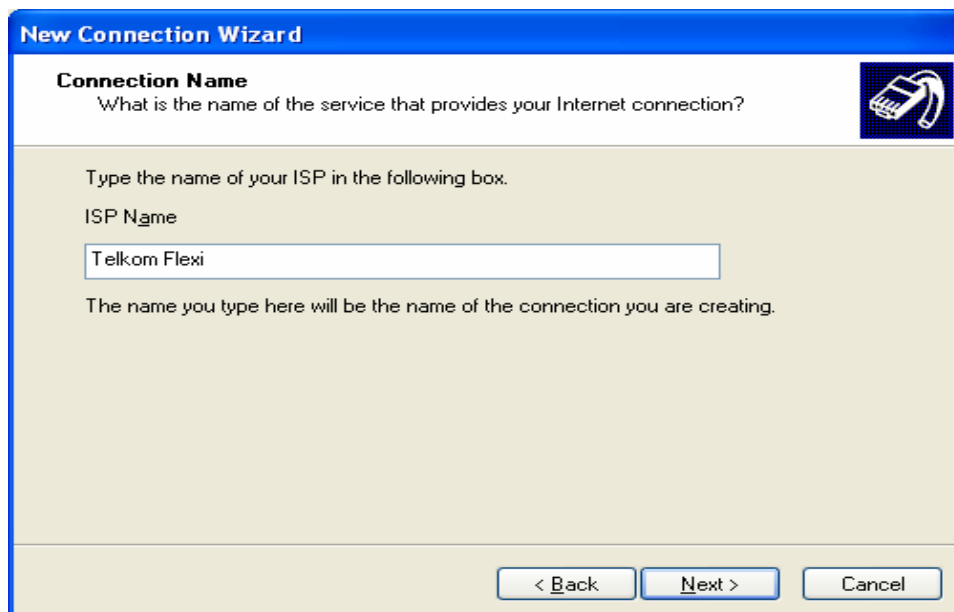 New Connection Wizard
Connection Name
What is the name of the service that provides your Internet connection?
Type the name of your ISP in the following box.
ISP Name
Telkom Flexi
The name you type here will be the name of the connection you are creating.
< Back Next > Cancel